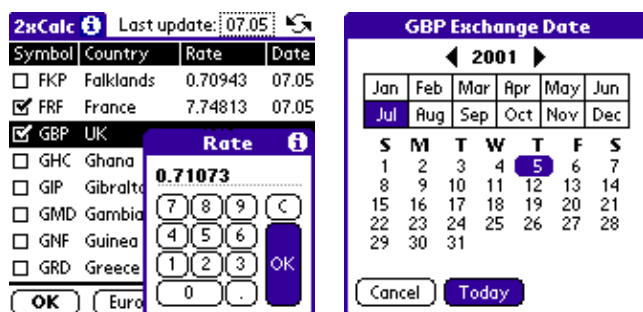 2xCalc Last update: 07.05
Symbol Country Rate Date
FKP Falklands 0.70943 07.05
FRF France 7.74813 07.05
GBP UK
GHC Ghana
GIP Gibralta
GMD Gambia
GNF Guinea
GRD Greece
OK Euro
Rate
0.71073
7 8 9 C
4 5 6
1 2 3 OK
0 .
GBP Exchange Date
2001
Jan Feb Mar Apr May Jun
Jul Aug Sep Oct Nov Dec
S M T W T F S
1 2 3 4 5 6 7
8 9 10 11 12 13 14
15 16 17 18 19 20 21
22 23 24 25 26 27 28
29 30 31
Cancel Today